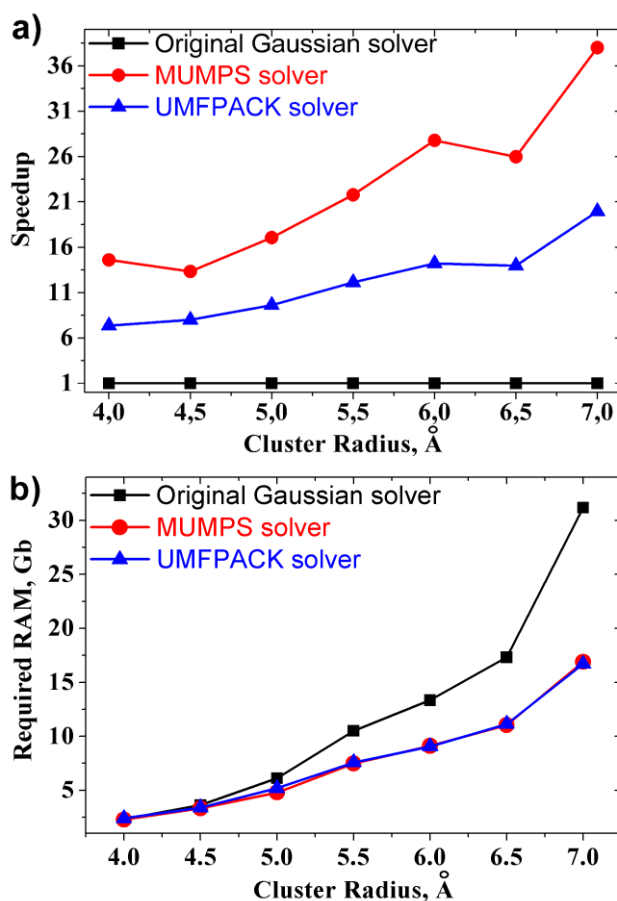 a)
Original Gaussian solver
MUMPS solver
UMFPACK solver
Speedup
36
31
26
21
16
11
6
1
4,0 4,5 5,0 5,5 6,0 6,5 7,0
Cluster Radius, Å
b)
Original Gaussian solver
MUMPS solver
UMFPACK solver
Required RAM, Gb
30
25
20
15
10
5
4.0 4.5 5.0 5.5 6.0 6.5 7.0
Cluster Radius, Å